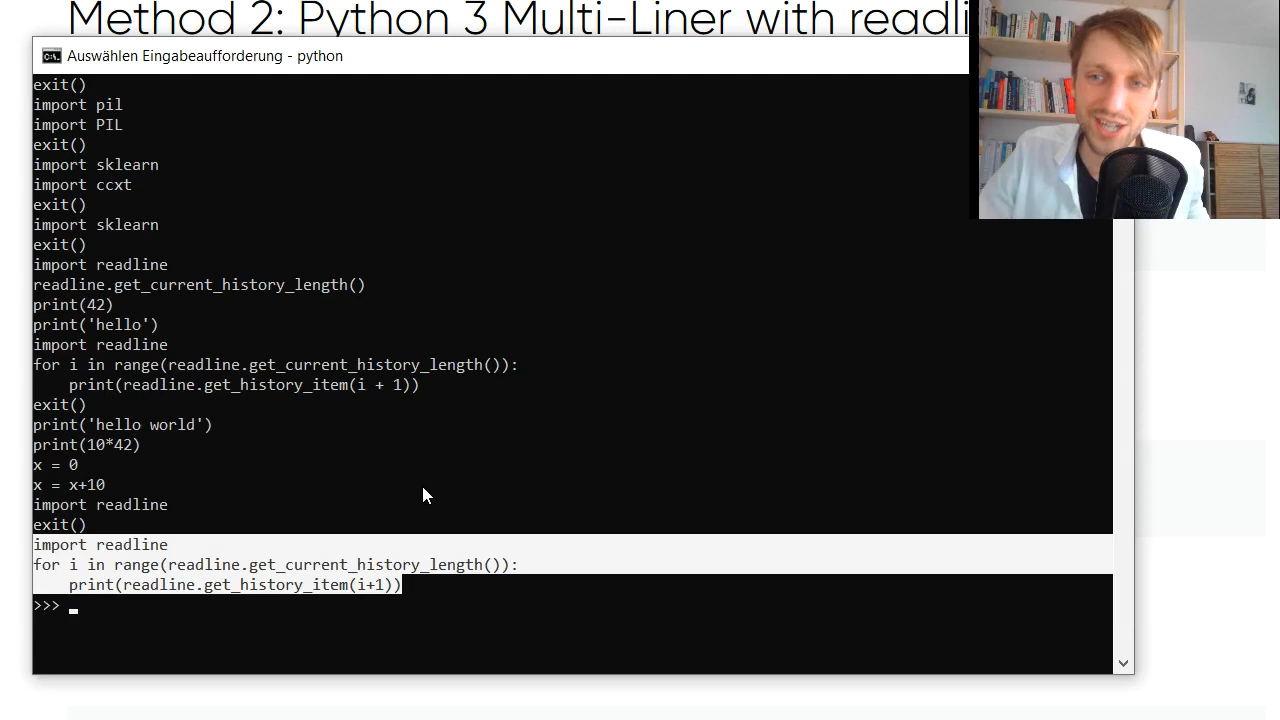 Method 2: Python 3 Multi-Liner with readli
Auswählen Eingabeaufforderung - python
exit()
import pil
import PIL
exit()
import sklearn
import ccxt
exit()
import sklearn
exit()
import readline
readline.get_current_history_length()
print(42)
print('hello')
import readline
for i in range(readline.get_current_history_length()):
    print(readline.get_history_item(i + 1))
exit()
print('hello world')
print(10*42)
x = 0
x = x+10
import readline
exit()
import readline
for i in range(readline.get_current_history_length()):
    print(readline.get_history_item(i+1))
>>>